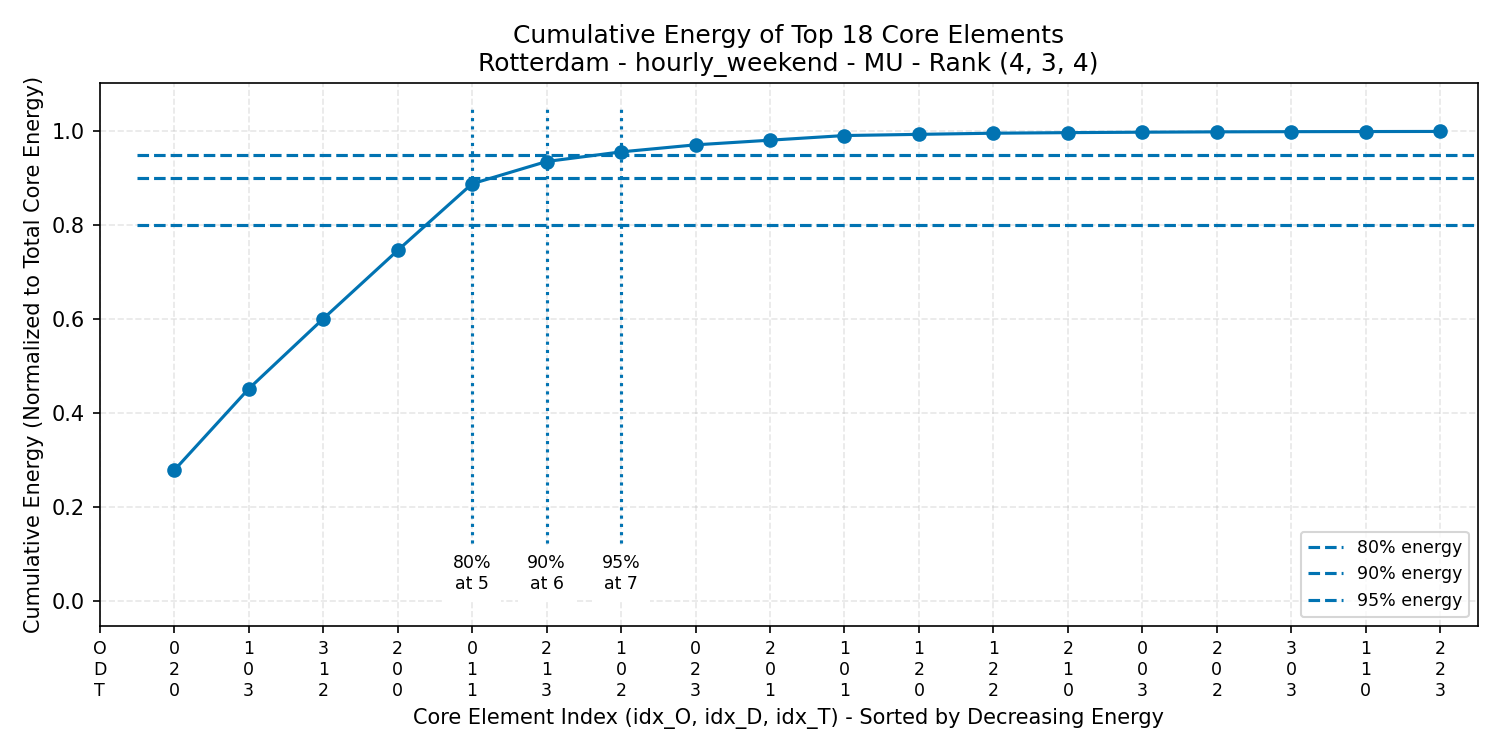 Cumulative Energy of Top 18 Core Elements
Rotterdam - hourly_weekend - MU - Rank (4, 3, 4)
Cumulative Energy (Normalized to Total Core Energy)
1.0
0.8
0.6
0.4
0.2
0.0
80% 90% 95%
at 5 at 6 at 7
80% energy
90% energy
95% energy
O 0 1 3 2 0 2 1 0 2 1 1 1 2 0 2 3 1 2
D 2 0 1 0 1 1 0 2 0 0 2 2 1 0 0 0 1 2
T 0 3 2 0 1 3 2 3 1 1 0 2 0 3 2 3 0 3
Core Element Index (idx_O, idx_D, idx_T) - Sorted by Decreasing Energy